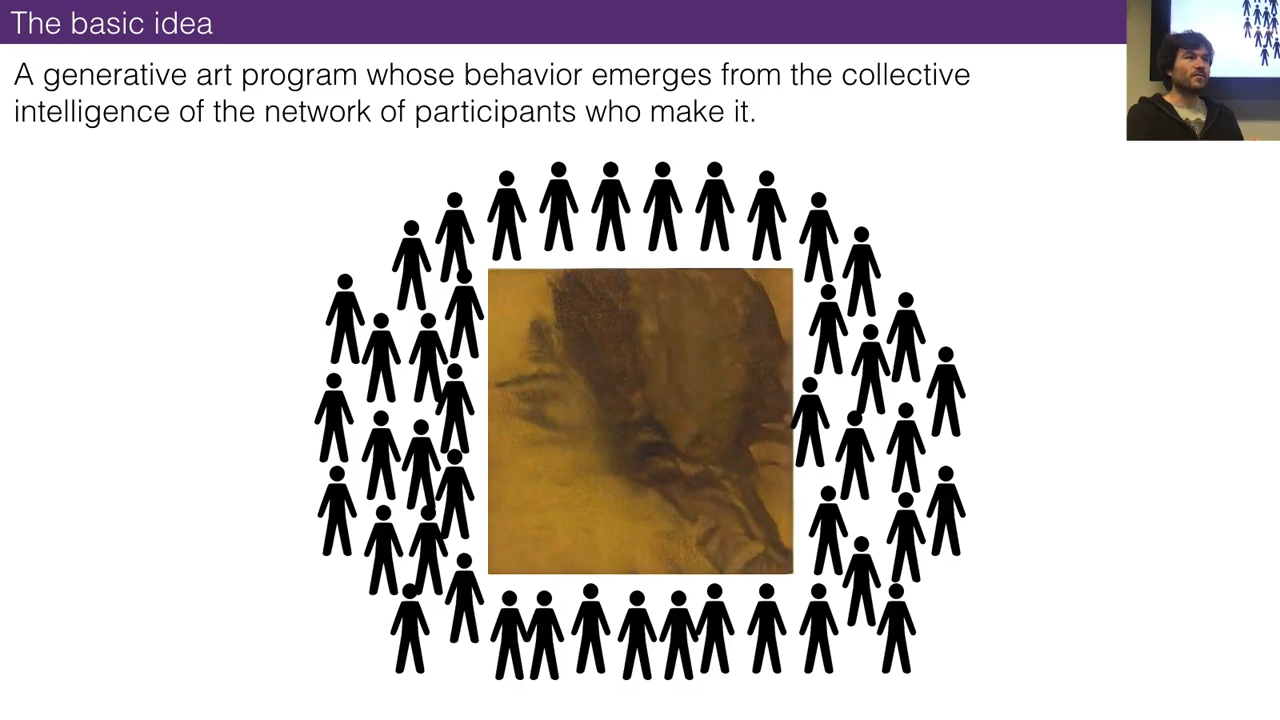 The basic idea
A generative art program whose behavior emerges from the collective
intelligence of the network of participants who make it.